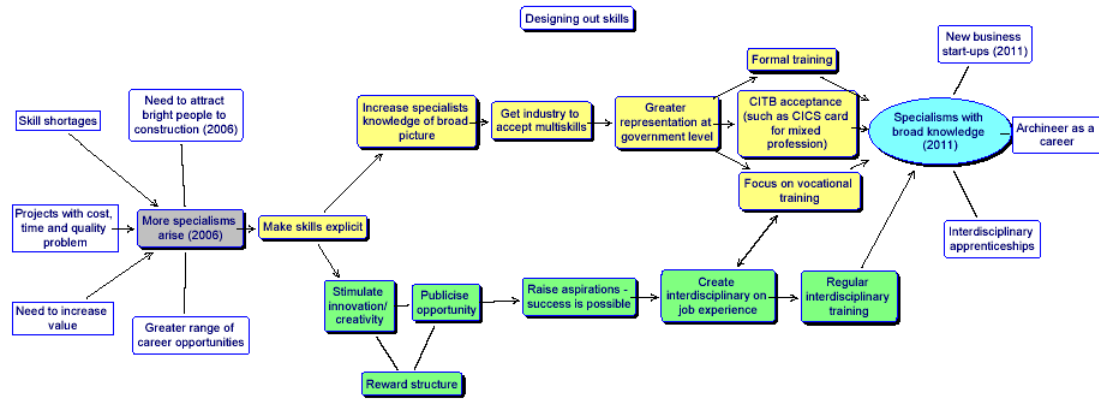 Designing out skills
New business
start-ups (2011)
Formal training
Need to attract
bright people to
construction (2006)
Skill shortages
Increase specialists
knowledge of broad
picture
Get industry to
accept multiskills
Greater
representation at
government level
CITB acceptance
(such as CICS card
for mixed
profession)
Specialisms with
broad knowledge
(2011)
Archineer as a
career
Focus on vocational
training
Projects with cost,
time and quality
problem
More specialisms
arise (2006)
Make skills explicit
Interdisciplinary
apprenticeships
Need to increase
value
Greater range of
career opportunities
Stimulate
innovation/
creativity
Publicise
opportunity
Raise aspirations -
success is possible
Create
interdisciplinary on
job experience
Regular
interdisciplinary
training
Reward structure